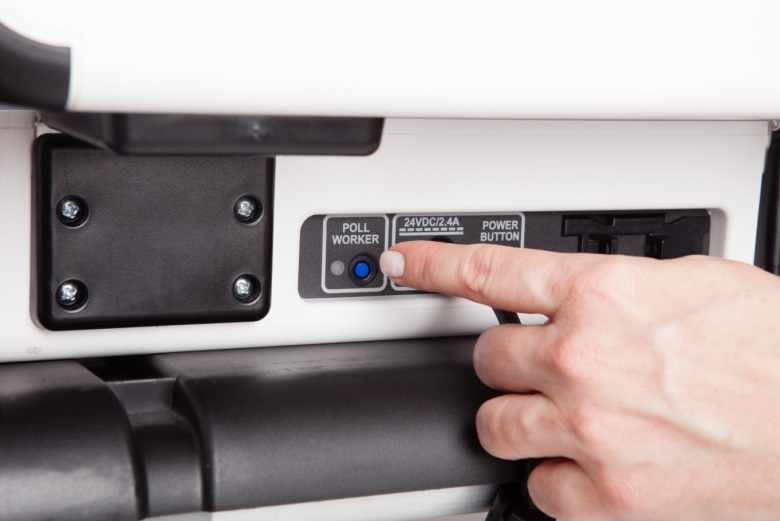 POLL
WORKER
24VDC/2.4A
POWER
BUTTON